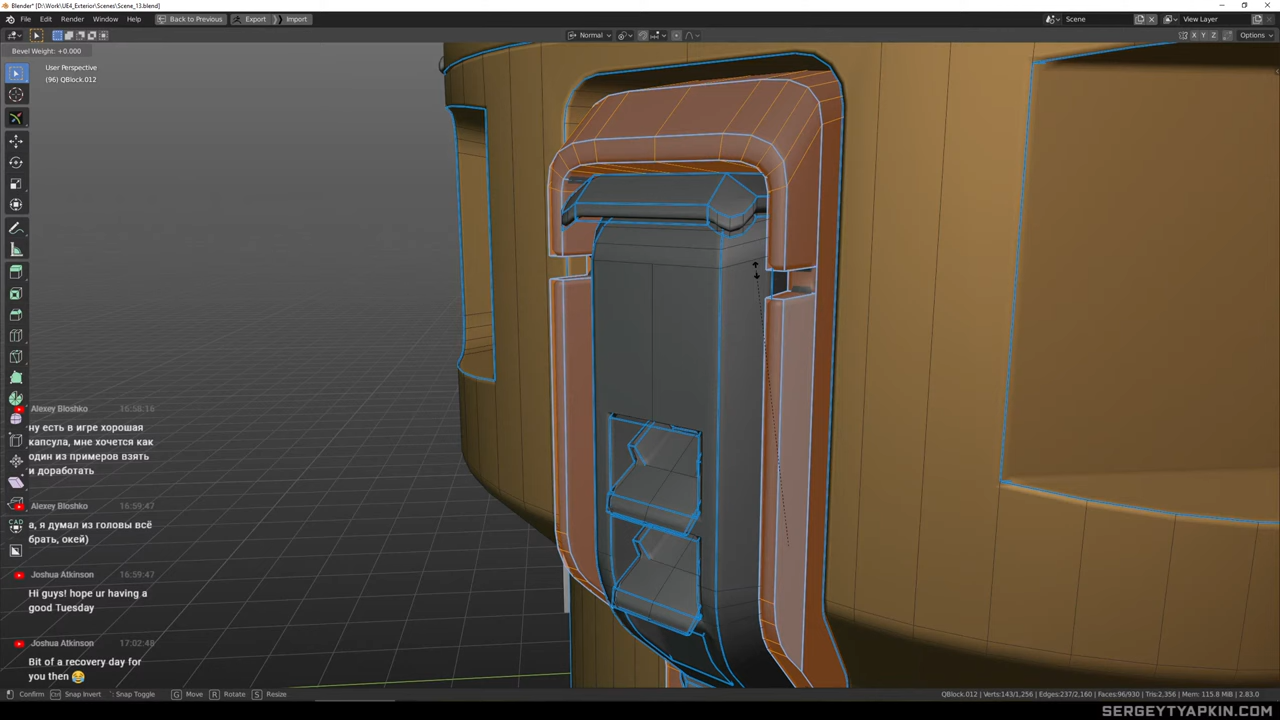 Blender* [D:\Work\UE4_Exterior\Scenes\Scene_13.blend]
File Edit Render Window Help Back to Previous Export Import Scene View Layer
Normal X Y Z Options
Bevel Weight: +0.000
User Perspective
(96) QBlock.012
Alexey Bloshko 16:58:16
ну есть в игре хорошая
капсула, мне хочется как
один из примеров взять
и доработать
Alexey Bloshko 16:59:47
а, я думал из головы всё
брать, окей)
Joshua Atkinson 16:59:47
Hi guys! hope ur having a
good Tuesday
Joshua Atkinson 17:02:48
Bit of a recovery day for
you then 😂
CAD
Confirm Ctrl Snap Invert Snap Toggle G Move R Rotate S Resize QBlock.012 | Verts:143/1,256 | Edges:237/2,160 | Faces:96/930 | Tris:2,356 | Mem: 115.8 MiB | 2.83.0
SERGEYTYAPKIN.COM